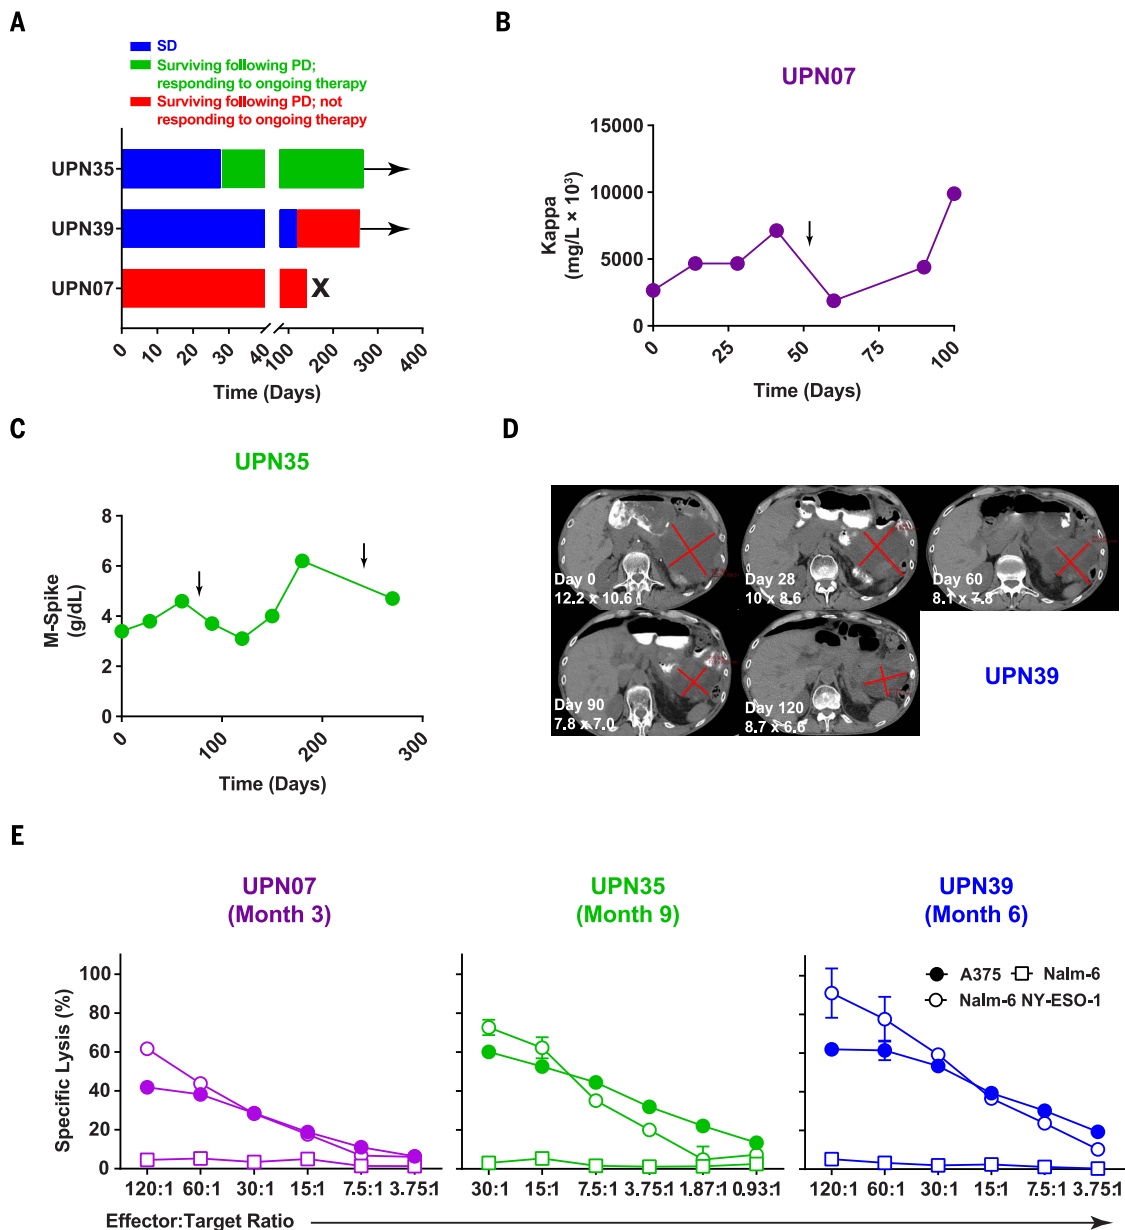 A
SD
Surviving following PD;
responding to ongoing therapy
Surviving following PD; not
responding to ongoing therapy
UPN35
UPN39
UPN07
X
0 10 20 30 40 100 200 300 400
Time (Days)
B
UPN07
15000
10000
5000
0
Kappa
(mg/L × 10³)
0 25 50 75 100
Time (Days)
C
UPN35
8
6
4
2
0
M-Spike
(g/dL)
0 100 200 300
Time (Days)
D
Day 0
12.2 x 10.6
Day 28
10 x 8.6
Day 60
8.1 x 7.8
Day 90
7.8 x 7.0
Day 120
8.7 x 6.6
UPN39
E
UPN07
(Month 3)
UPN35
(Month 9)
UPN39
(Month 6)
A375 Nalm-6
Nalm-6 NY-ESO-1
100
80
60
40
20
0
Specific Lysis (%)
120:1 60:1 30:1 15:1 7.5:1 3.75:1
30:1 15:1 7.5:1 3.75:1 1.87:1 0.93:1
120:1 60:1 30:1 15:1 7.5:1 3.75:1
Effector:Target Ratio